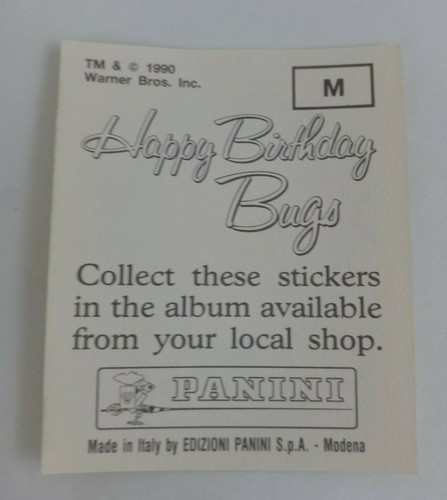 TM & © 1990
Warner Bros. Inc.
M
Happy Birthday
Bugs
Collect these stickers
in the album available
from your local shop.
PANINI
Made in Italy by EDIZIONI PANINI S.p.A. - Modena